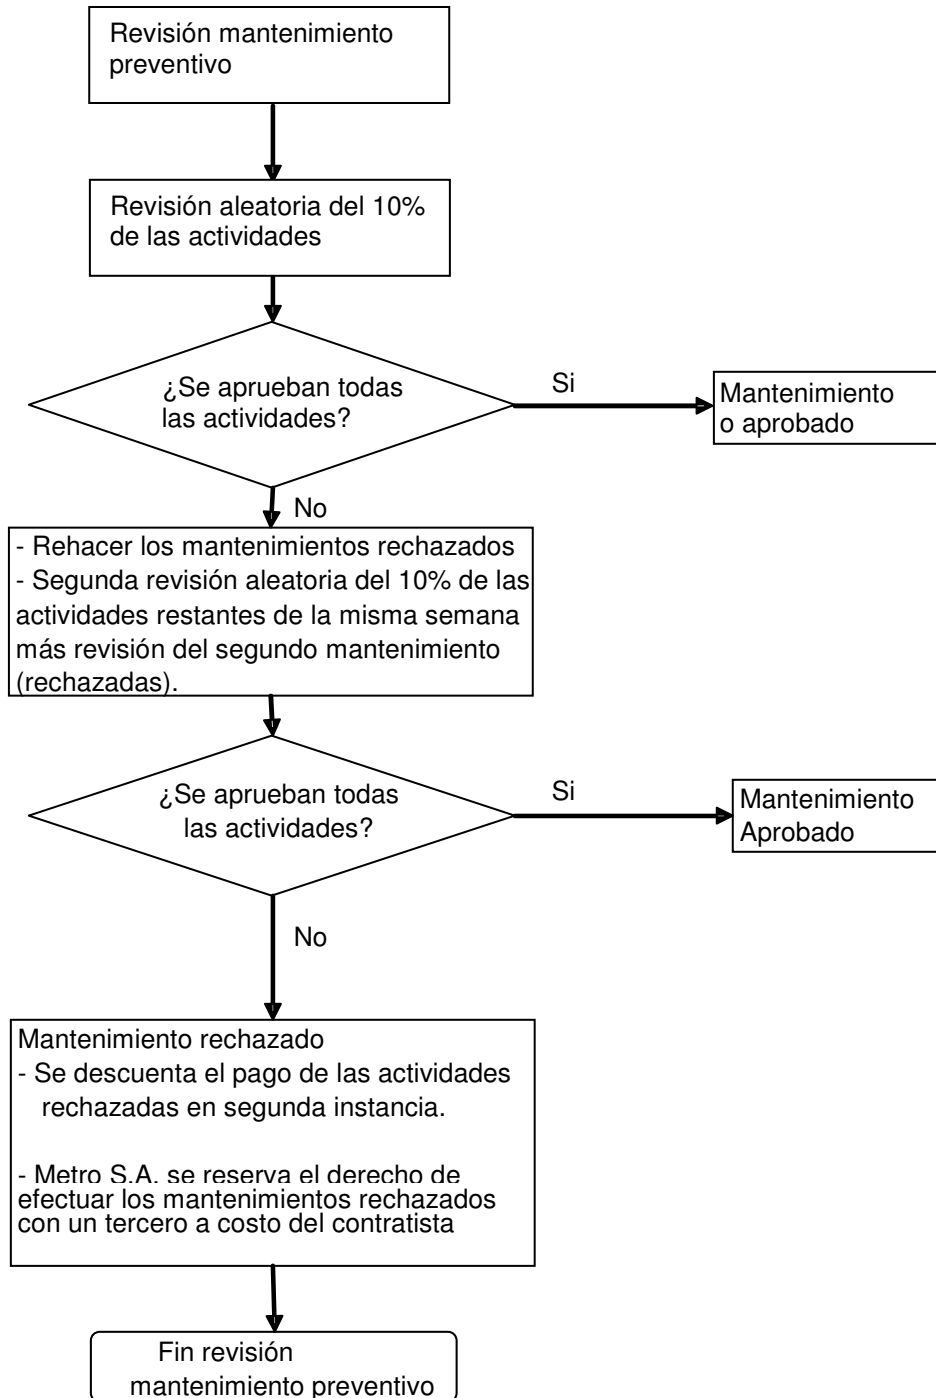 Revisión mantenimiento
preventivo
Revisión aleatoria del 10%
de las actividades
¿Se aprueban todas
las actividades?
Si
Mantenimiento
o aprobado
No
- Rehacer los mantenimientos rechazados
- Segunda revisión aleatoria del 10% de las
actividades restantes de la misma semana
más revisión del segundo mantenimiento
(rechazadas).
¿Se aprueban todas
las actividades?
Si
Mantenimiento
Aprobado
No
Mantenimiento rechazado
- Se descuenta el pago de las actividades
rechazadas en segunda instancia.
- Metro S.A. se reserva el derecho de
efectuar los mantenimientos rechazados
con un tercero a costo del contratista
Fin revisión
mantenimiento preventivo